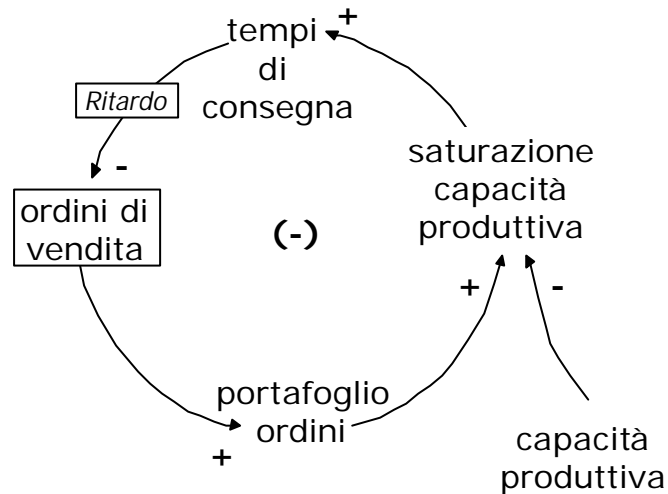 +
tempi
di
consegna
Ritardo
-
ordini di
vendita
(-)
saturazione
capacità
produttiva
+
-
portafoglio
ordini
+
capacità
produttiva